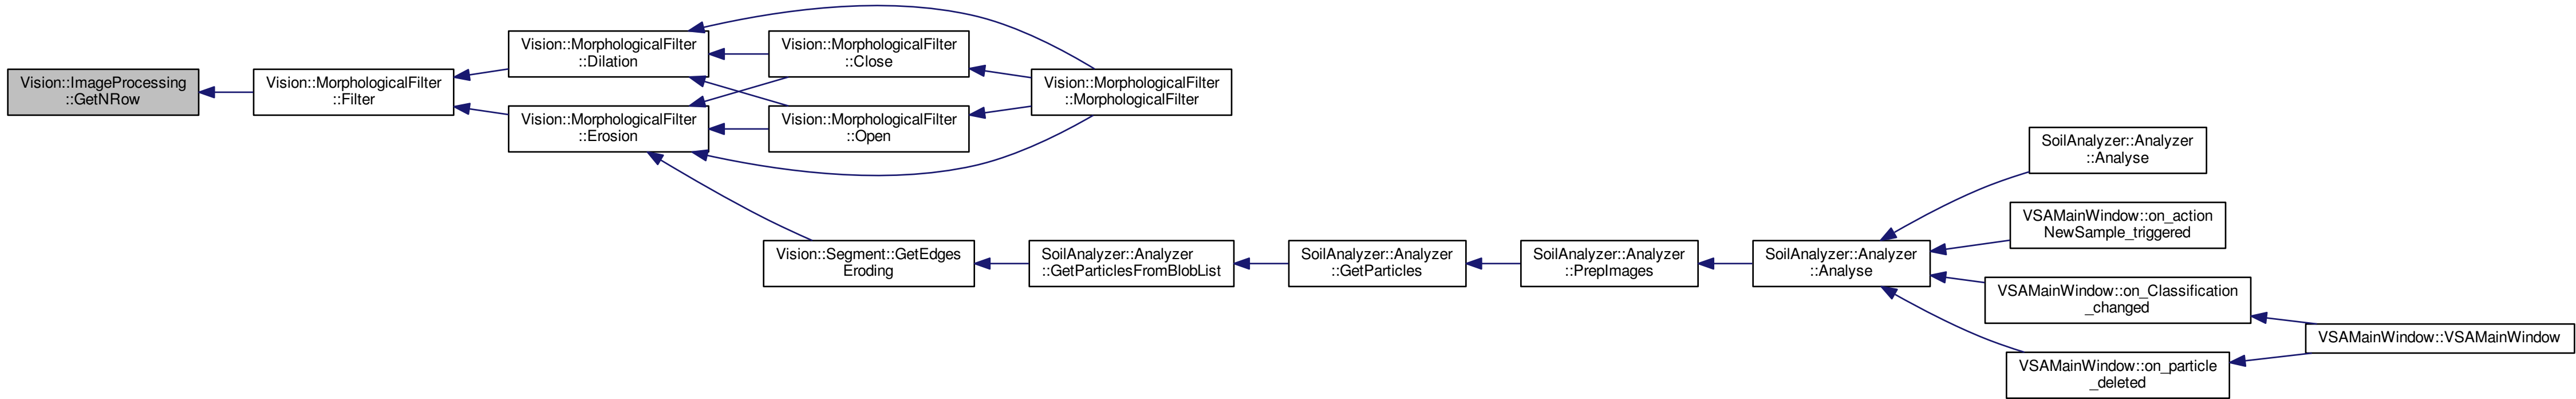 Vision::ImageProcessing
::GetNRow
Vision::MorphologicalFilter
::Filter
Vision::MorphologicalFilter
::Dilation
Vision::MorphologicalFilter
::Erosion
Vision::MorphologicalFilter
::Close
Vision::MorphologicalFilter
::Open
Vision::MorphologicalFilter
::MorphologicalFilter
Vision::Segment::GetEdges
Eroding
SoilAnalyzer::Analyzer
::GetParticlesFromBlobList
SoilAnalyzer::Analyzer
::GetParticles
SoilAnalyzer::Analyzer
::PrepImages
SoilAnalyzer::Analyzer
::Analyse
SoilAnalyzer::Analyzer
::Analyse
VSAMainWindow::on_action
NewSample_triggered
VSAMainWindow::on_Classification
_changed
VSAMainWindow::on_particle
_deleted
VSAMainWindow::VSAMainWindow